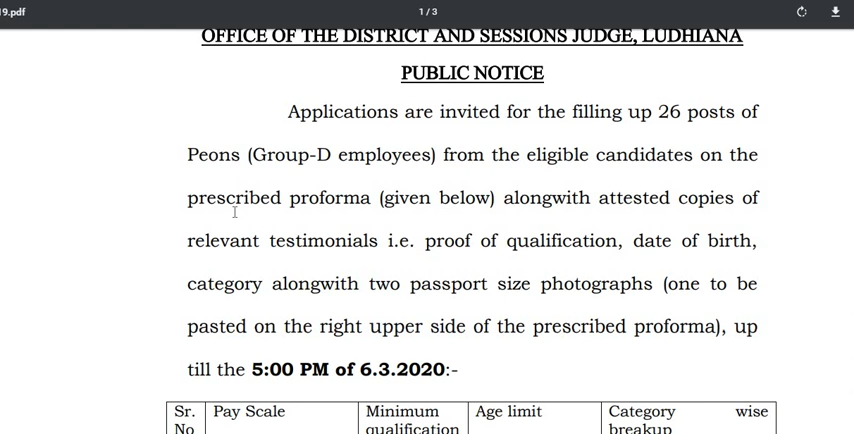 9.pdf 1 / 3
OFFICE OF THE DISTRICT AND SESSIONS JUDGE, LUDHIANA
PUBLIC NOTICE
Applications are invited for the filling up 26 posts of
Peons (Group-D employees) from the eligible candidates on the
prescribed proforma (given below) alongwith attested copies of
relevant testimonials i.e. proof of qualification, date of birth,
category alongwith two passport size photographs (one to be
pasted on the right upper side of the prescribed proforma), up
till the 5:00 PM of 6.3.2020:-
Sr. Pay Scale Minimum Age limit Category wise
No qualification breakup